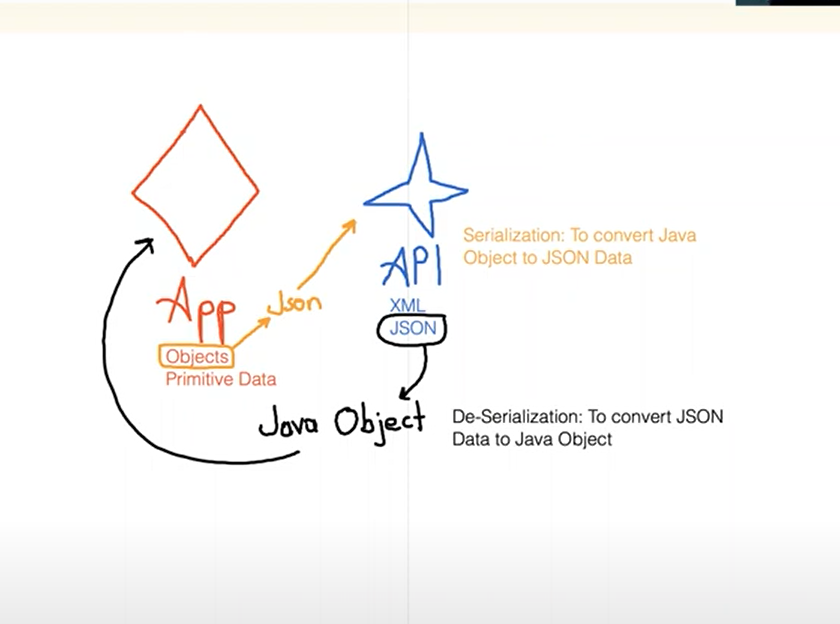 App
Json
Objects
Primitive Data
API
XML
JSON
Serialization: To convert Java
Object to JSON Data
Java Object
De-Serialization: To convert JSON
Data to Java Object